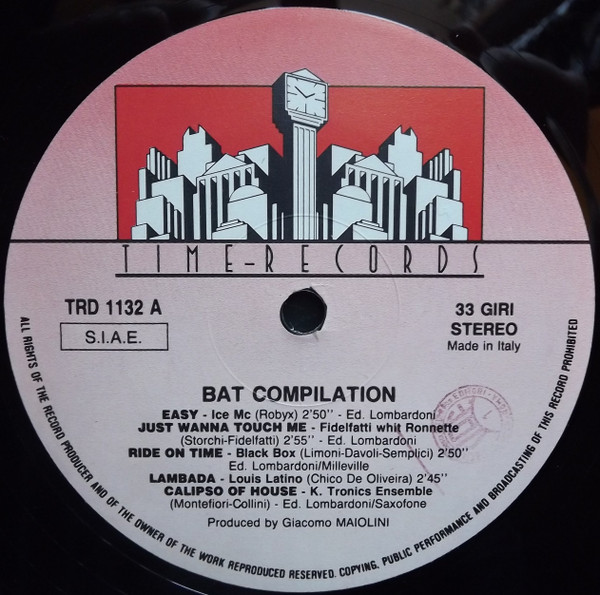 TIME-RECORDS
TRD 1132 A
S.I.A.E.
33 GIRI
STEREO
Made in Italy
BAT COMPILATION
EASY - Ice Mc (Robyx) 2'50" - Ed. Lombardoni
JUST WANNA TOUCH ME - Fidelfatti whit Ronnette
(Storchi-Fidelfatti) 2'55" - Ed. Lombardoni
RIDE ON TIME - Black Box (Limoni-Davoli-Semplici) 2'50"
Ed. Lombardoni/Milleville
LAMBADA - Louis Latino (Chico De Oliveira) 2'45"
CALIPSO OF HOUSE - K. Tronics Ensemble
(Montefiori-Collini) - Ed. Lombardoni/Saxofone
Produced by Giacomo MAIOLINI
ALL RIGHTS OF THE RECORD PRODUCER AND OF THE OWNER OF THE WORK REPRODUCED RESERVED. COPYING, PUBLIC PERFORMANCE AND BROADCASTING OF THIS RECORD PROHIBITED